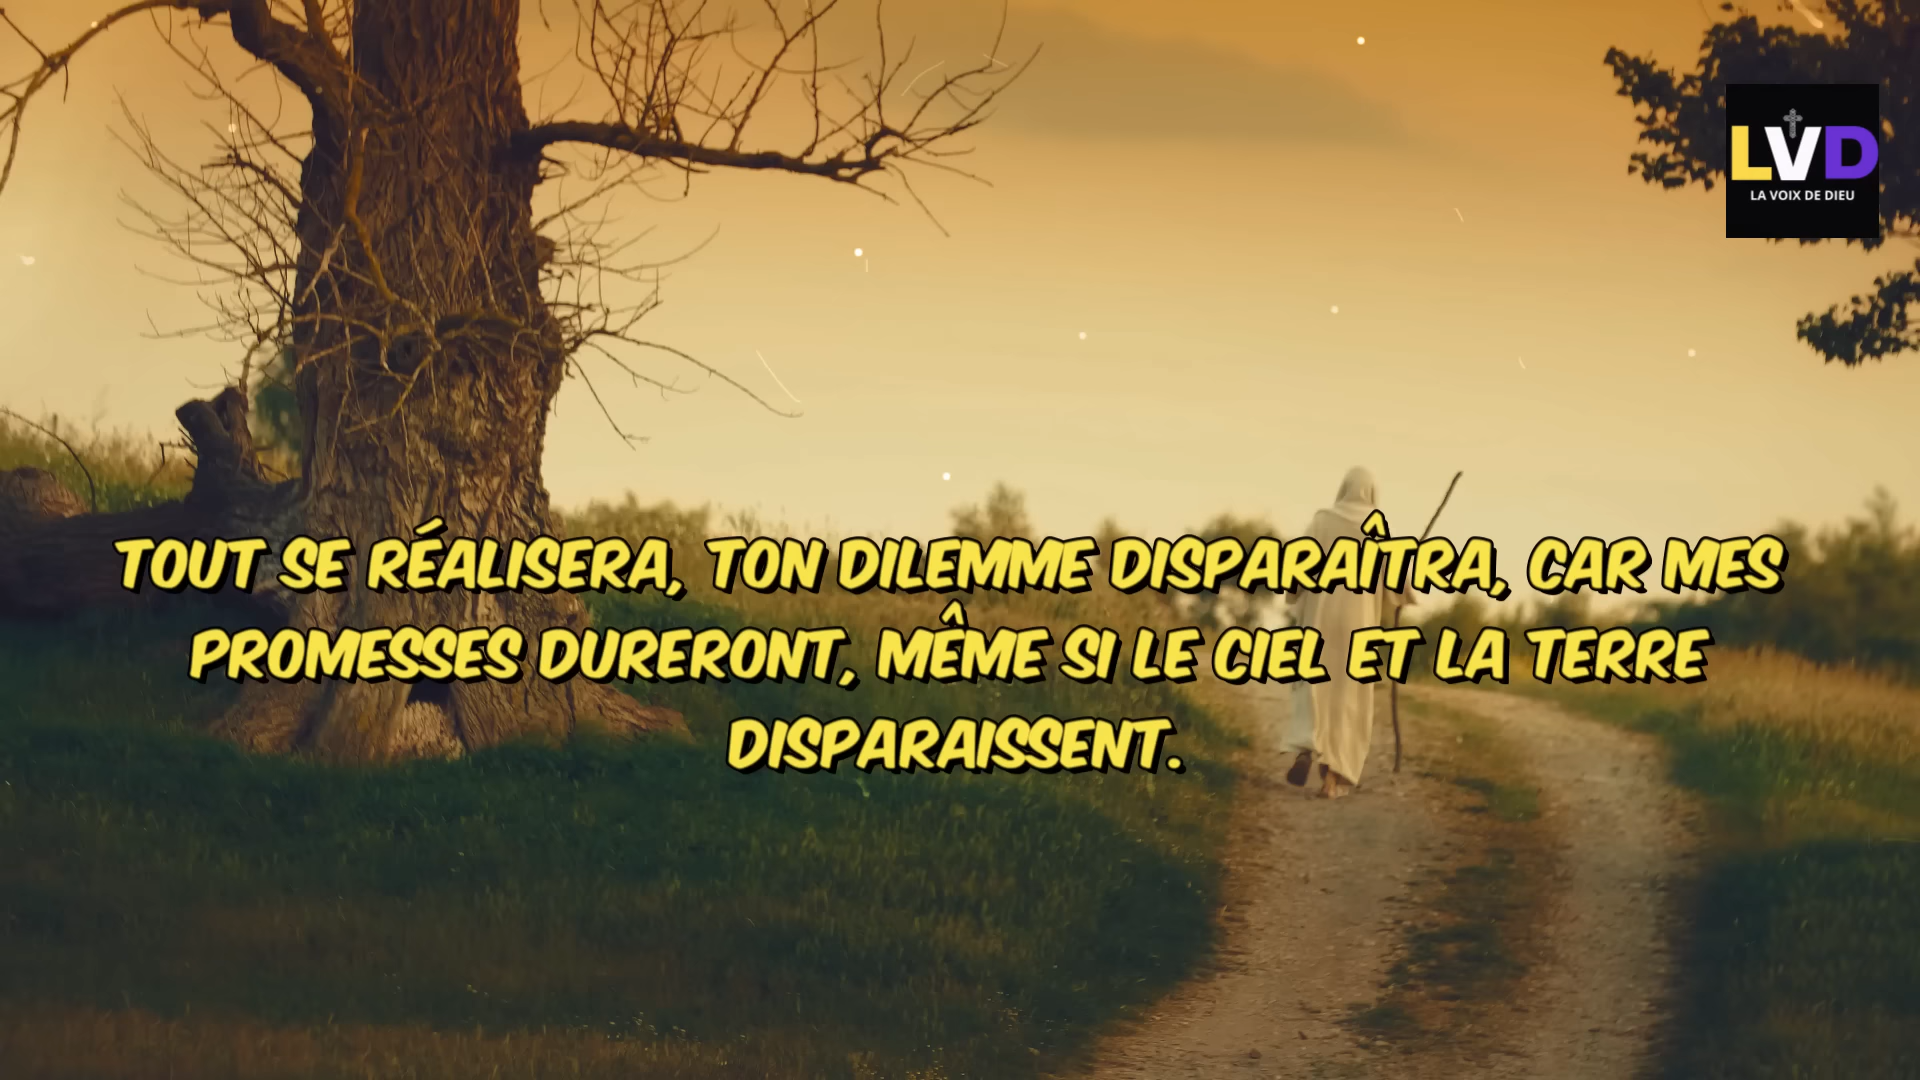 LVD
LA VOIX DE DIEU
TOUT SE RÉALISERA, TON DILEMME DISPARAÎTRA, CAR MES
PROMESSES DURERONT, MÊME SI LE CIEL ET LA TERRE
DISPARAISSENT.